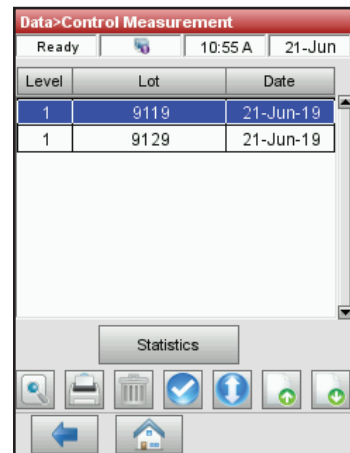 Data>Control Measurement
Ready 10:55 A 21-Jun
Level Lot Date
1 9119 21-Jun-19
1 9129 21-Jun-19
Statistics